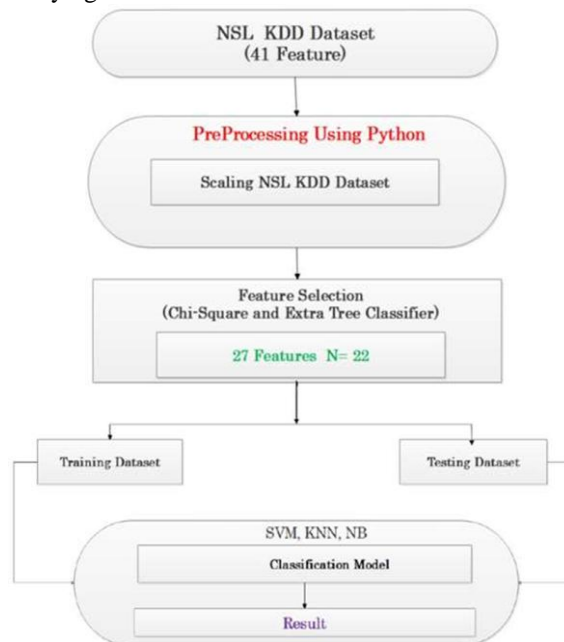 NSL KDD Dataset
(41 Feature)
PreProcessing Using Python
Scaling NSL KDD Dataset
Feature Selection
(Chi-Square and Extra Tree Classifier)
27 Features N= 22
Training Dataset
Testing Dataset
SVM, KNN, NB
Classification Model
Result